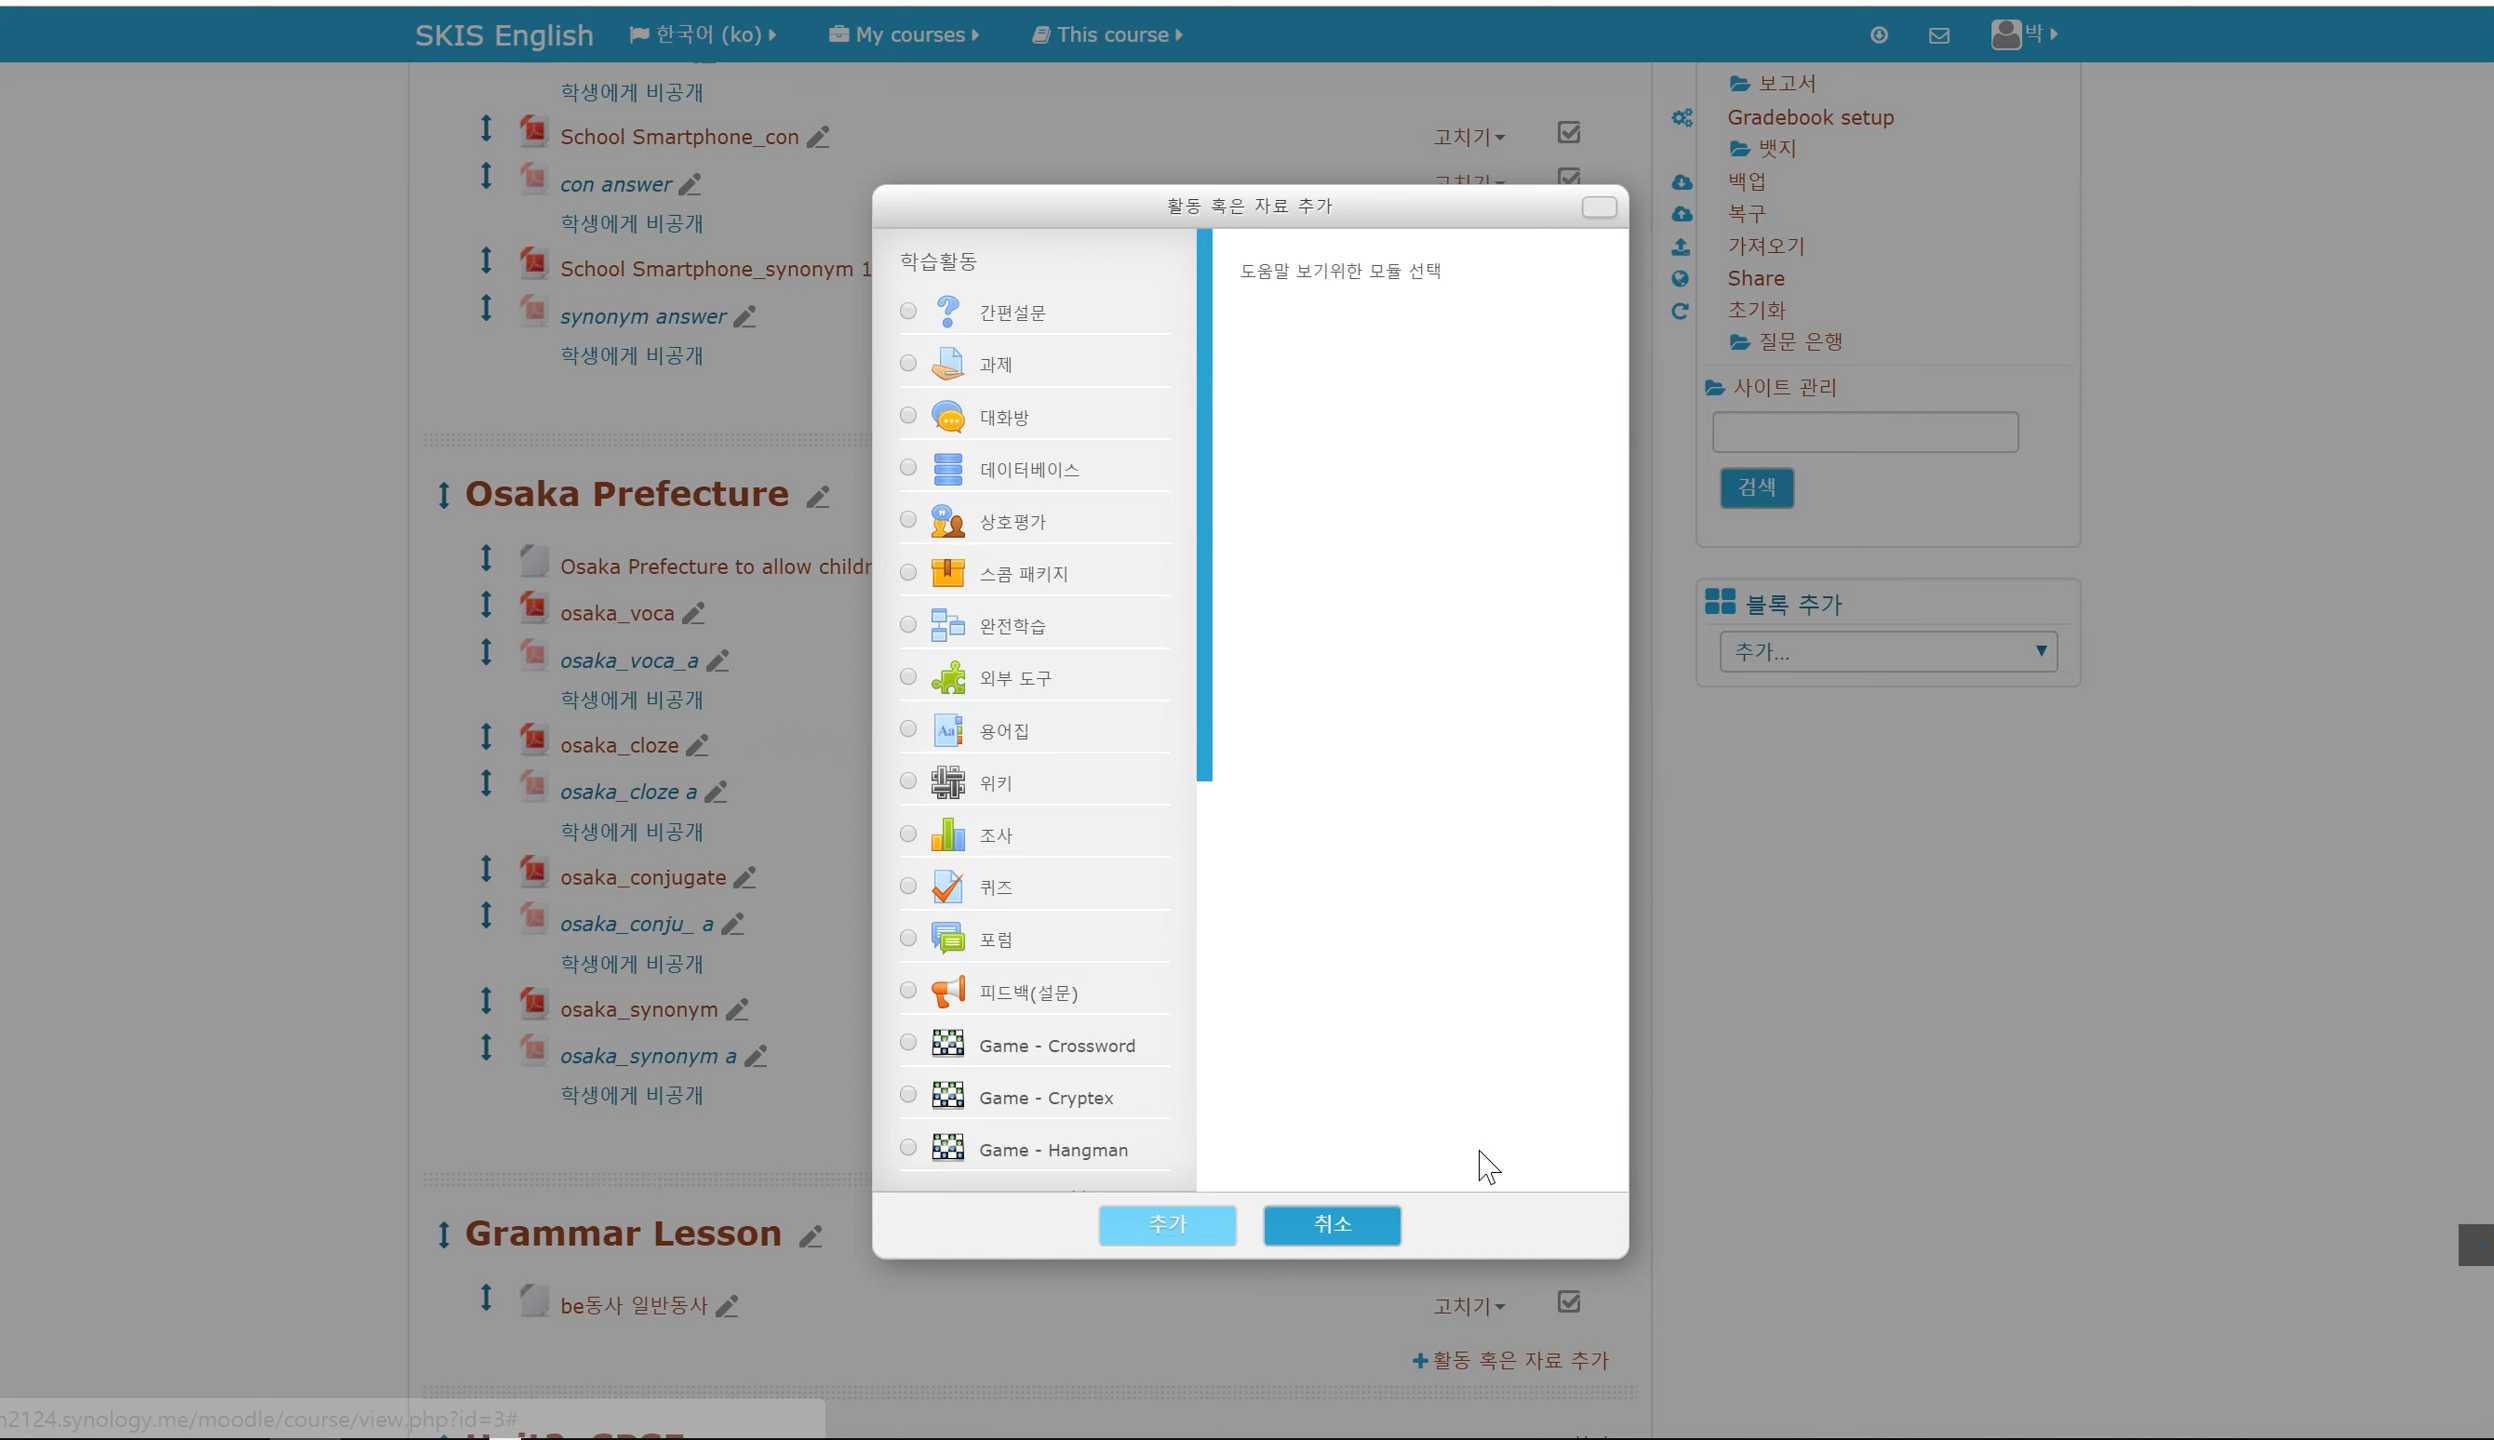 SKIS English 한국어 (ko) My courses This course 박
학생에게 비공개
School Smartphone_con 고치기
con answer 고치기
학생에게 비공개
School Smartphone_synonym 1
synonym answer
학생에게 비공개
Osaka Prefecture
Osaka Prefecture to allow childr
osaka_voca
osaka_voca_a
학생에게 비공개
osaka_cloze
osaka_cloze a
학생에게 비공개
osaka_conjugate
osaka_conju_ a
학생에게 비공개
osaka_synonym
osaka_synonym a
학생에게 비공개
Grammar Lesson
be동사 일반동사 고치기
활동 혹은 자료 추가
n2124.synology.me/moodle/course/view.php?id=3#
활동 혹은 자료 추가
학습활동
간편설문
과제
대화방
데이터베이스
상호평가
스콤 패키지
완전학습
외부 도구
용어집
위키
조사
퀴즈
포럼
피드백(설문)
Game - Crossword
Game - Cryptex
Game - Hangman
도움말 보기위한 모듈 선택
추가 취소
보고서
Gradebook setup
뱃지
백업
복구
가져오기
Share
초기화
질문 은행
사이트 관리
검색
블록 추가
추가...